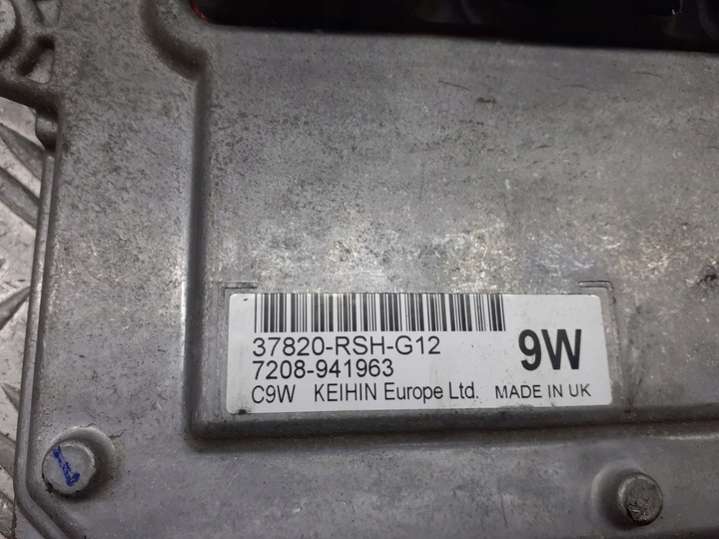 37820-RSH-G12
7208-941963
9W
C9W KEIHIN Europe Ltd. MADE IN UK